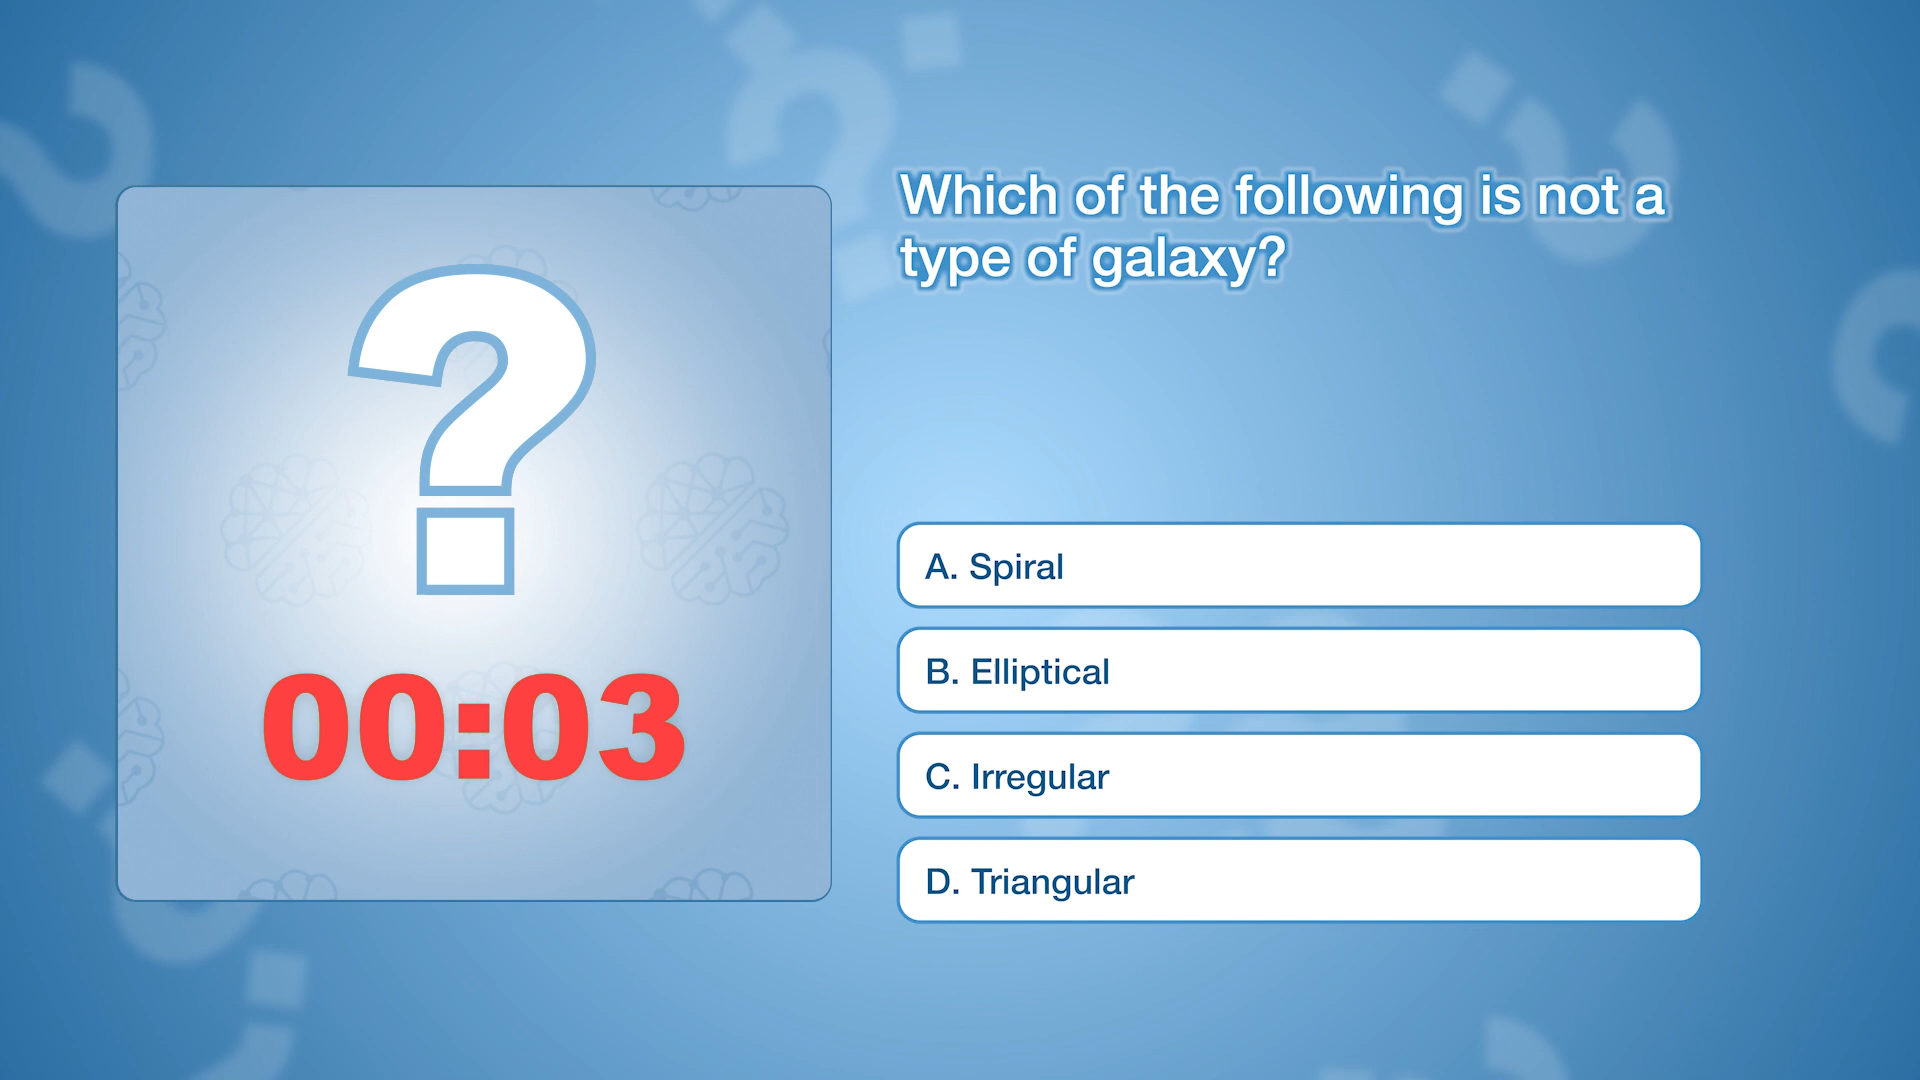 Which of the following is not a
type of galaxy?
?
00:03
A. Spiral
B. Elliptical
C. Irregular
D. Triangular